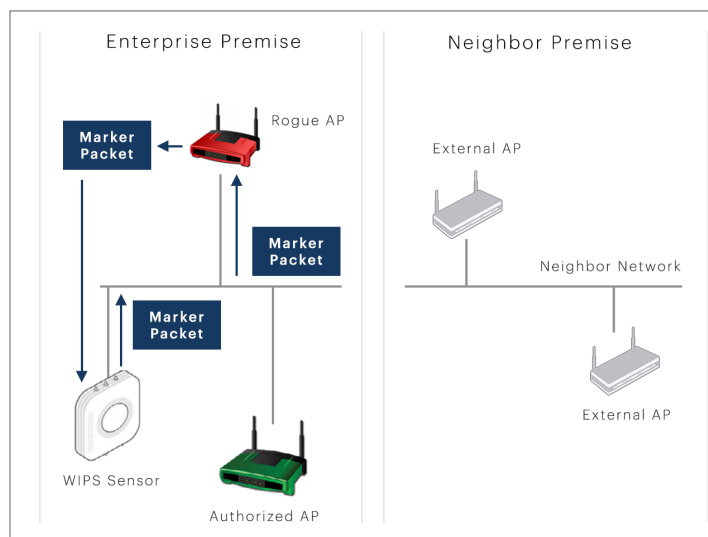 Enterprise Premise
Neighbor Premise
Rogue AP
Marker
Packet
External AP
Marker
Packet
Neighbor Network
Marker
Packet
External AP
WIPS Sensor
Authorized AP